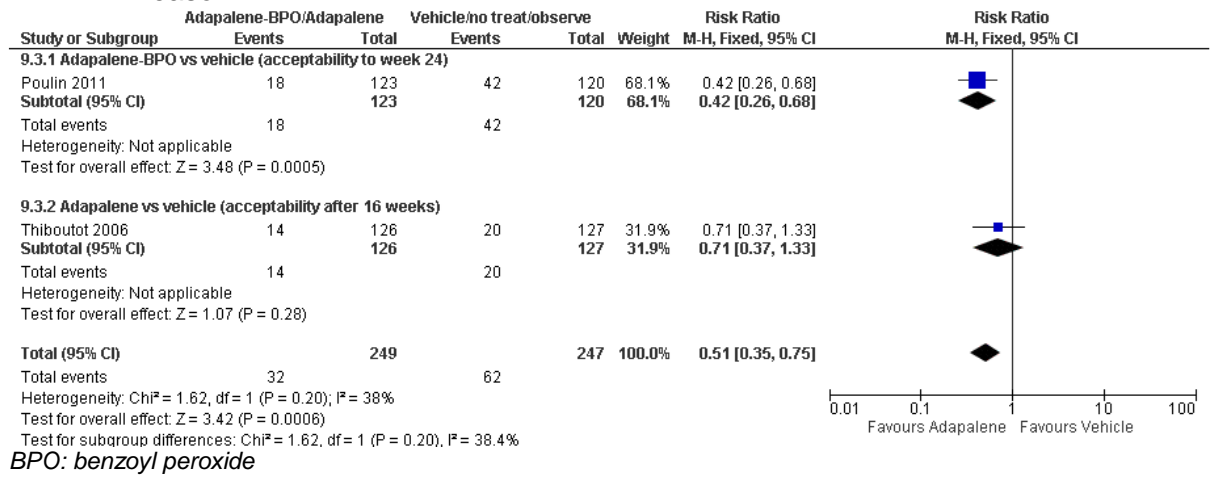 Adapalene-BPO/Adapalene Vehicle/no treat/observe Risk Ratio Risk Ratio
Study or Subgroup Events Total Events Total Weight M-H, Fixed, 95% CI M-H, Fixed, 95% CI
9.3.1 Adapalene-BPO vs vehicle (acceptability to week 24)
Poulin 2011 18 123 42 120 68.1% 0.42 [0.26, 0.68]
Subtotal (95% CI) 123 120 68.1% 0.42 [0.26, 0.68]
Total events 18 42
Heterogeneity: Not applicable
Test for overall effect: Z = 3.48 (P = 0.0005)
9.3.2 Adapalene vs vehicle (acceptability after 16 weeks)
Thiboutot 2006 14 126 20 127 31.9% 0.71 [0.37, 1.33]
Subtotal (95% CI) 126 127 31.9% 0.71 [0.37, 1.33]
Total events 14 20
Heterogeneity: Not applicable
Test for overall effect: Z = 1.07 (P = 0.28)
Total (95% CI) 249 247 100.0% 0.51 [0.35, 0.75]
Total events 32 62
Heterogeneity: Chi² = 1.62, df = 1 (P = 0.20); I² = 38%
Test for overall effect: Z = 3.42 (P = 0.0006)
Test for subgroup differences: Chi² = 1.62, df = 1 (P = 0.20), I² = 38.4%
0.01 0.1 1 10 100
Favours Adapalene Favours Vehicle
BPO: benzoyl peroxide